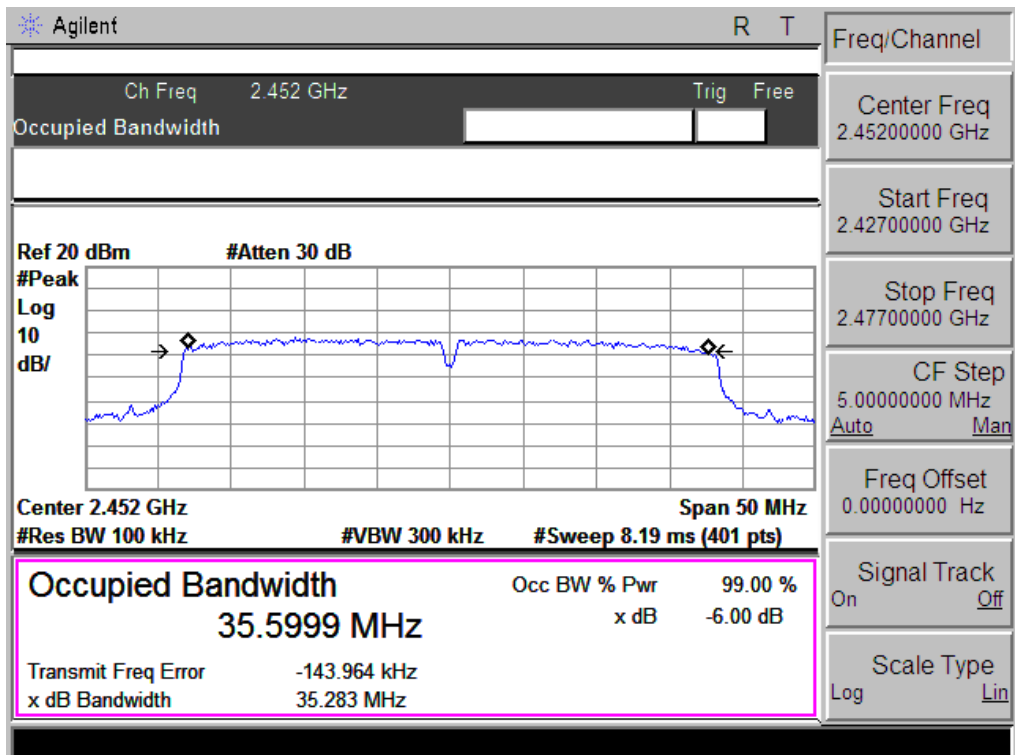 Agilent R T
Ch Freq 2.452 GHz Trig Free
Occupied Bandwidth
Ref 20 dBm #Atten 30 dB
#Peak
Log
10
dB/
Center 2.452 GHz Span 50 MHz
#Res BW 100 kHz #VBW 300 kHz #Sweep 8.19 ms (401 pts)
Occupied Bandwidth Occ BW % Pwr 99.00 %
35.5999 MHz x dB -6.00 dB
Transmit Freq Error -143.964 kHz
x dB Bandwidth 35.283 MHz
Freq/Channel
Center Freq
2.45200000 GHz
Start Freq
2.42700000 GHz
Stop Freq
2.47700000 GHz
CF Step
5.00000000 MHz
Auto Man
Freq Offset
0.00000000 Hz
Signal Track
On Off
Scale Type
Log Lin